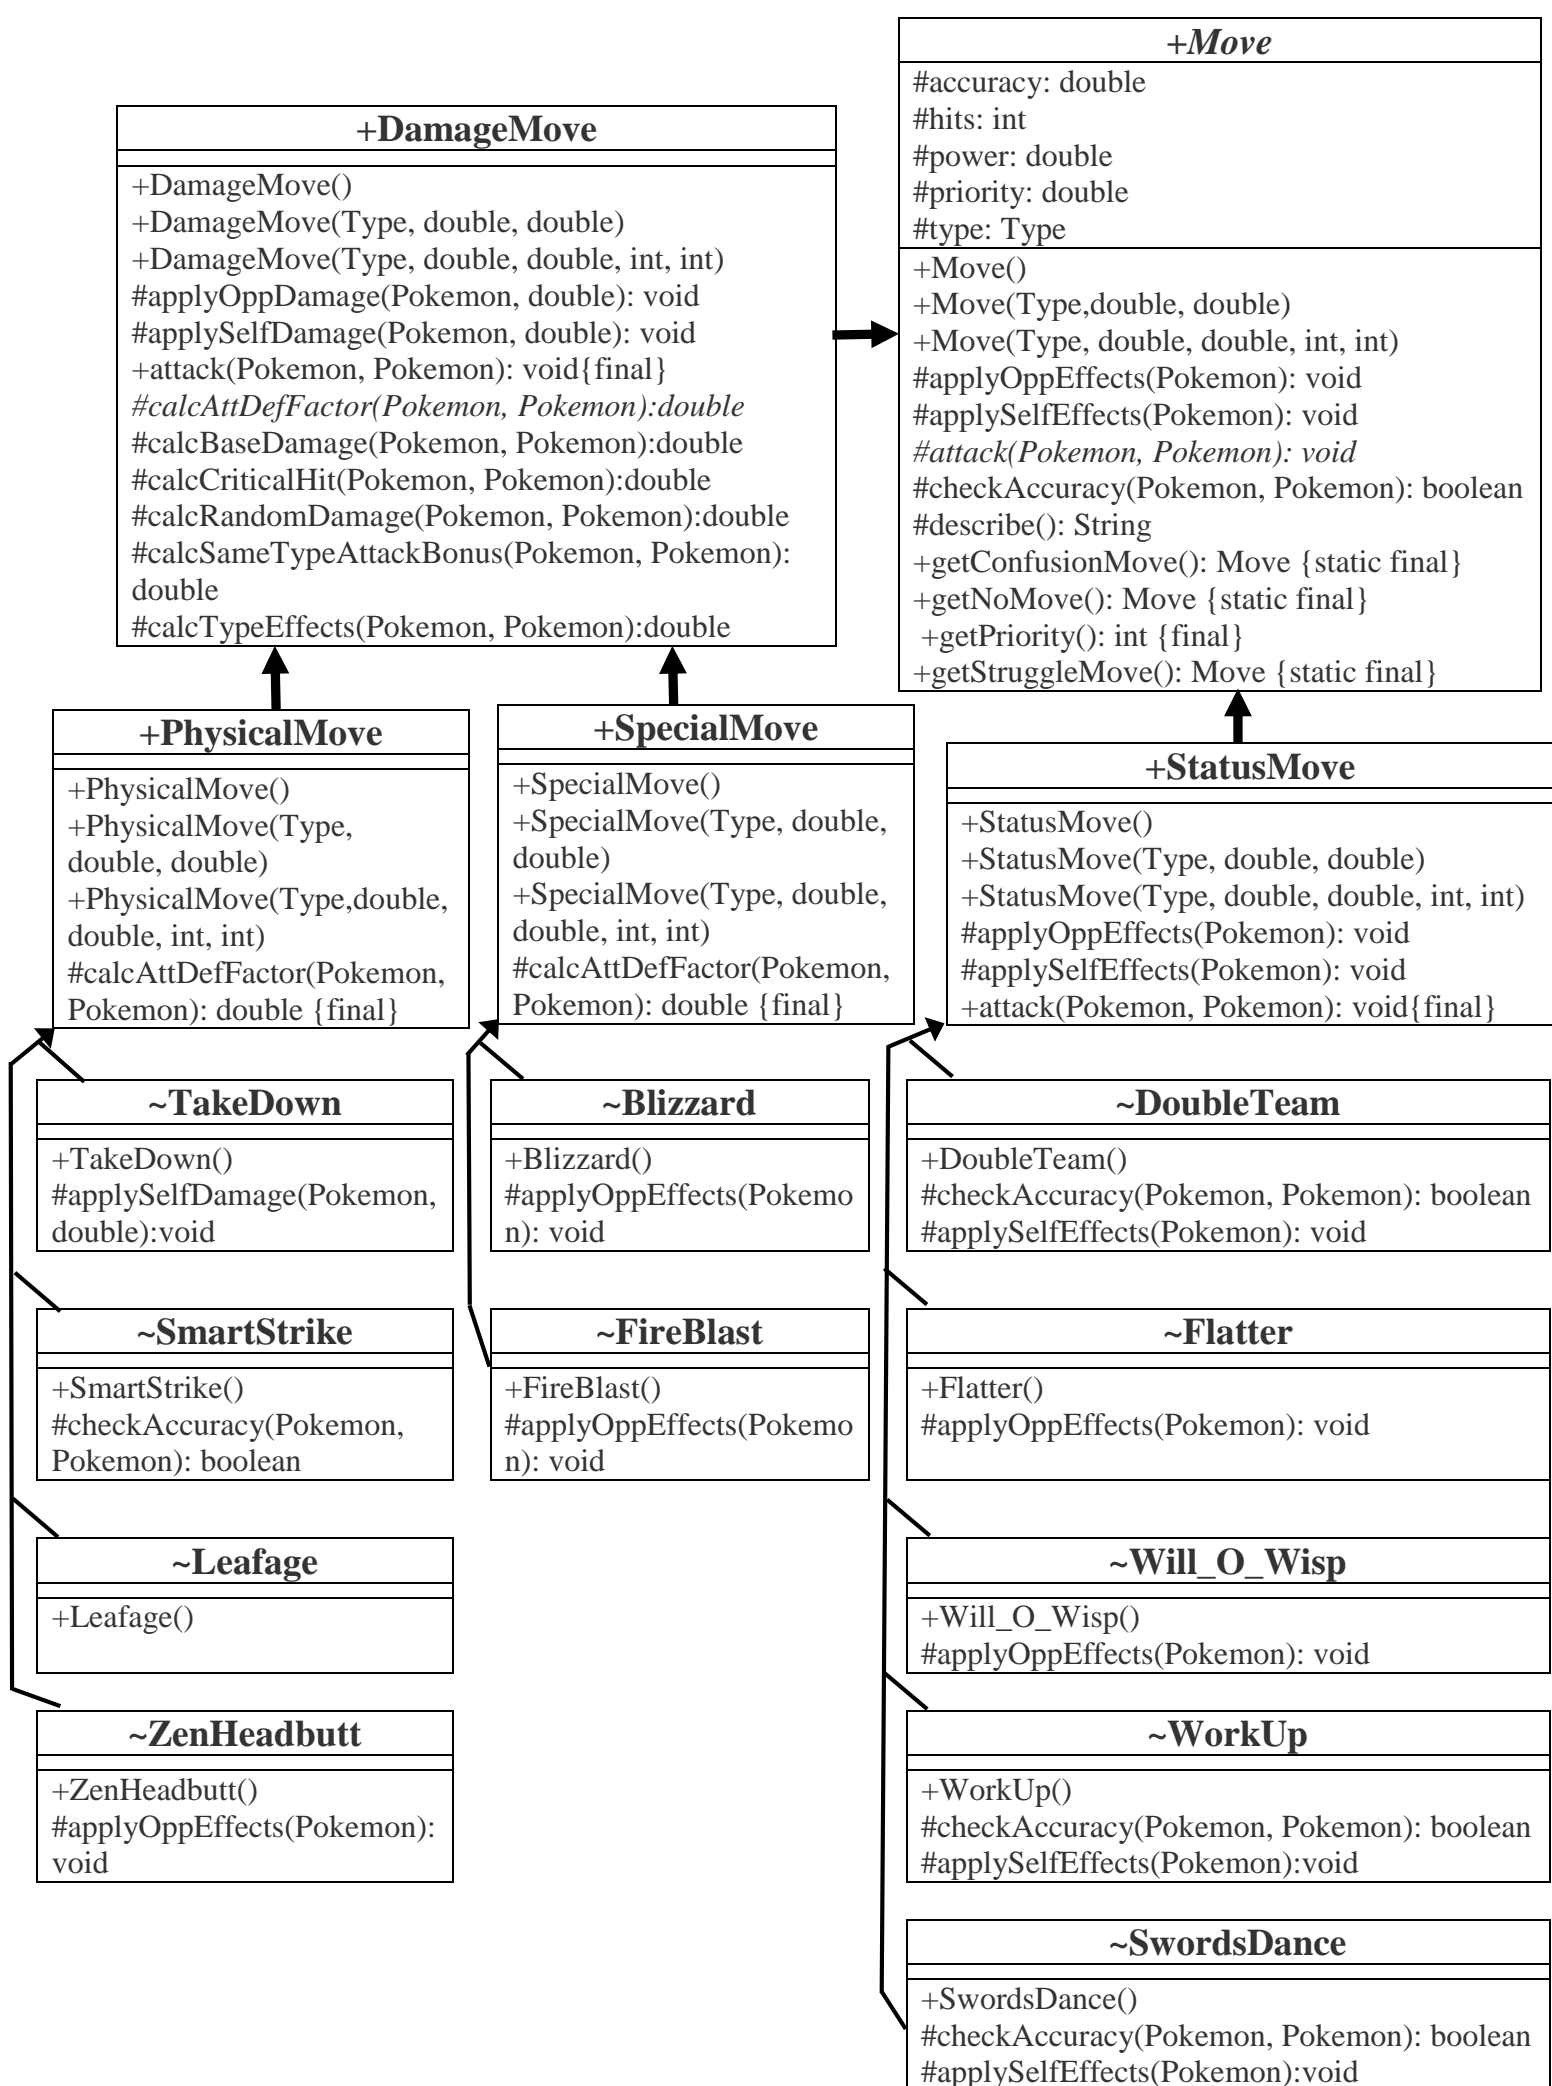 +Move
#accuracy: double
#hits: int
#power: double
#priority: double
#type: Type
+Move()
+Move(Type,double, double)
+Move(Type, double, double, int, int)
#applyOppEffects(Pokemon): void
#applySelfEffects(Pokemon): void
#attack(Pokemon, Pokemon): void
#checkAccuracy(Pokemon, Pokemon): boolean
#describe(): String
+getConfusionMove(): Move {static final}
+getNoMove(): Move {static final}
+getPriority(): int {final}
+getStruggleMove(): Move {static final}
+DamageMove
+DamageMove()
+DamageMove(Type, double, double)
+DamageMove(Type, double, double, int, int)
#applyOppDamage(Pokemon, double): void
#applySelfDamage(Pokemon, double): void
+attack(Pokemon, Pokemon): void{final}
#calcAttDefFactor(Pokemon, Pokemon):double
#calcBaseDamage(Pokemon, Pokemon):double
#calcCriticalHit(Pokemon, Pokemon):double
#calcRandomDamage(Pokemon, Pokemon):double
#calcSameTypeAttackBonus(Pokemon, Pokemon):
double
#calcTypeEffects(Pokemon, Pokemon):double
+PhysicalMove
+PhysicalMove()
+PhysicalMove(Type,
double, double)
+PhysicalMove(Type,double,
double, int, int)
#calcAttDefFactor(Pokemon,
Pokemon): double {final}
+SpecialMove
+SpecialMove()
+SpecialMove(Type, double,
double)
+SpecialMove(Type, double,
double, int, int)
#calcAttDefFactor(Pokemon,
Pokemon): double {final}
+StatusMove
+StatusMove()
+StatusMove(Type, double, double)
+StatusMove(Type, double, double, int, int)
#applyOppEffects(Pokemon): void
#applySelfEffects(Pokemon): void
+attack(Pokemon, Pokemon): void{final}
~TakeDown
+TakeDown()
#applySelfDamage(Pokemon,
double):void
~Blizzard
+Blizzard()
#applyOppEffects(Pokemo
n): void
~DoubleTeam
+DoubleTeam()
#checkAccuracy(Pokemon, Pokemon): boolean
#applySelfEffects(Pokemon): void
~SmartStrike
+SmartStrike()
#checkAccuracy(Pokemon,
Pokemon): boolean
~FireBlast
+FireBlast()
#applyOppEffects(Pokemo
n): void
~Flatter
+Flatter()
#applyOppEffects(Pokemon): void
~Leafage
+Leafage()
~Will_O_Wisp
+Will_O_Wisp()
#applyOppEffects(Pokemon): void
~ZenHeadbutt
+ZenHeadbutt()
#applyOppEffects(Pokemon):
void
~WorkUp
+WorkUp()
#checkAccuracy(Pokemon, Pokemon): boolean
#applySelfEffects(Pokemon):void
~SwordsDance
+SwordsDance()
#checkAccuracy(Pokemon, Pokemon): boolean
#applySelfEffects(Pokemon):void